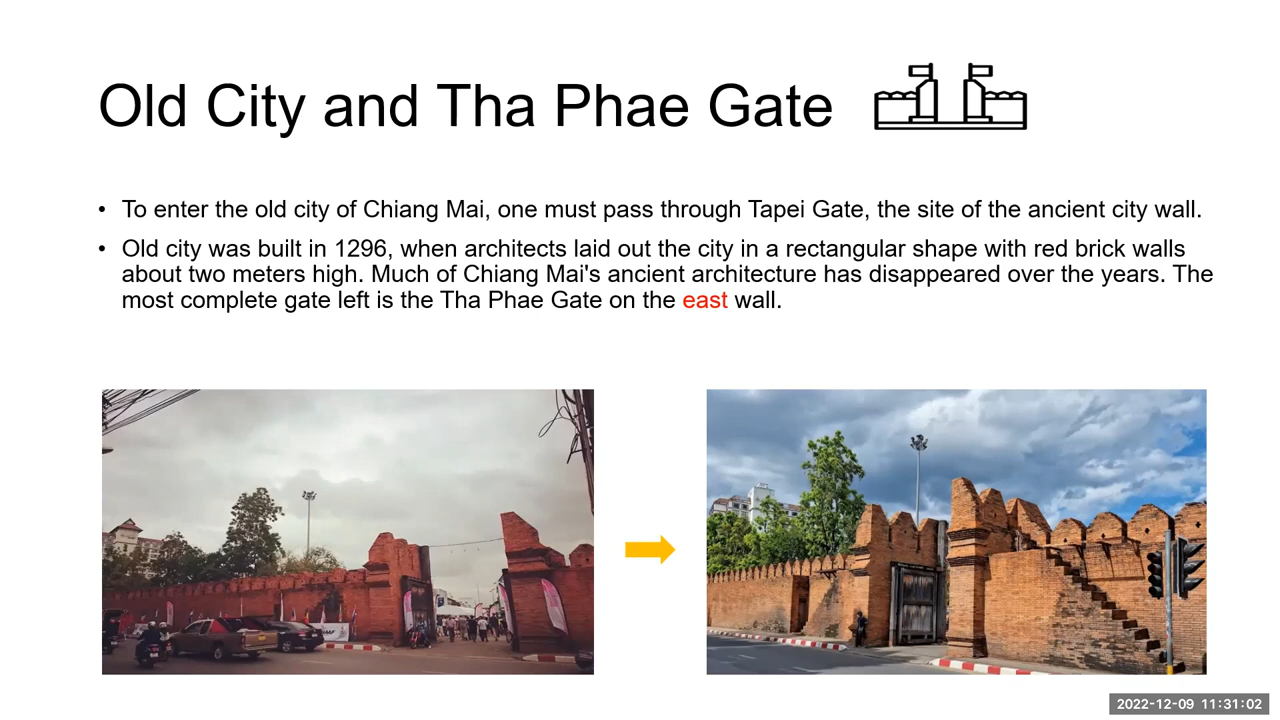 Old City and Tha Phae Gate
• To enter the old city of Chiang Mai, one must pass through Tapei Gate, the site of the ancient city wall.
• Old city was built in 1296, when architects laid out the city in a rectangular shape with red brick walls
about two meters high. Much of Chiang Mai's ancient architecture has disappeared over the years. The
most complete gate left is the Tha Phae Gate on the east wall.
2022-12-09 11:31:02